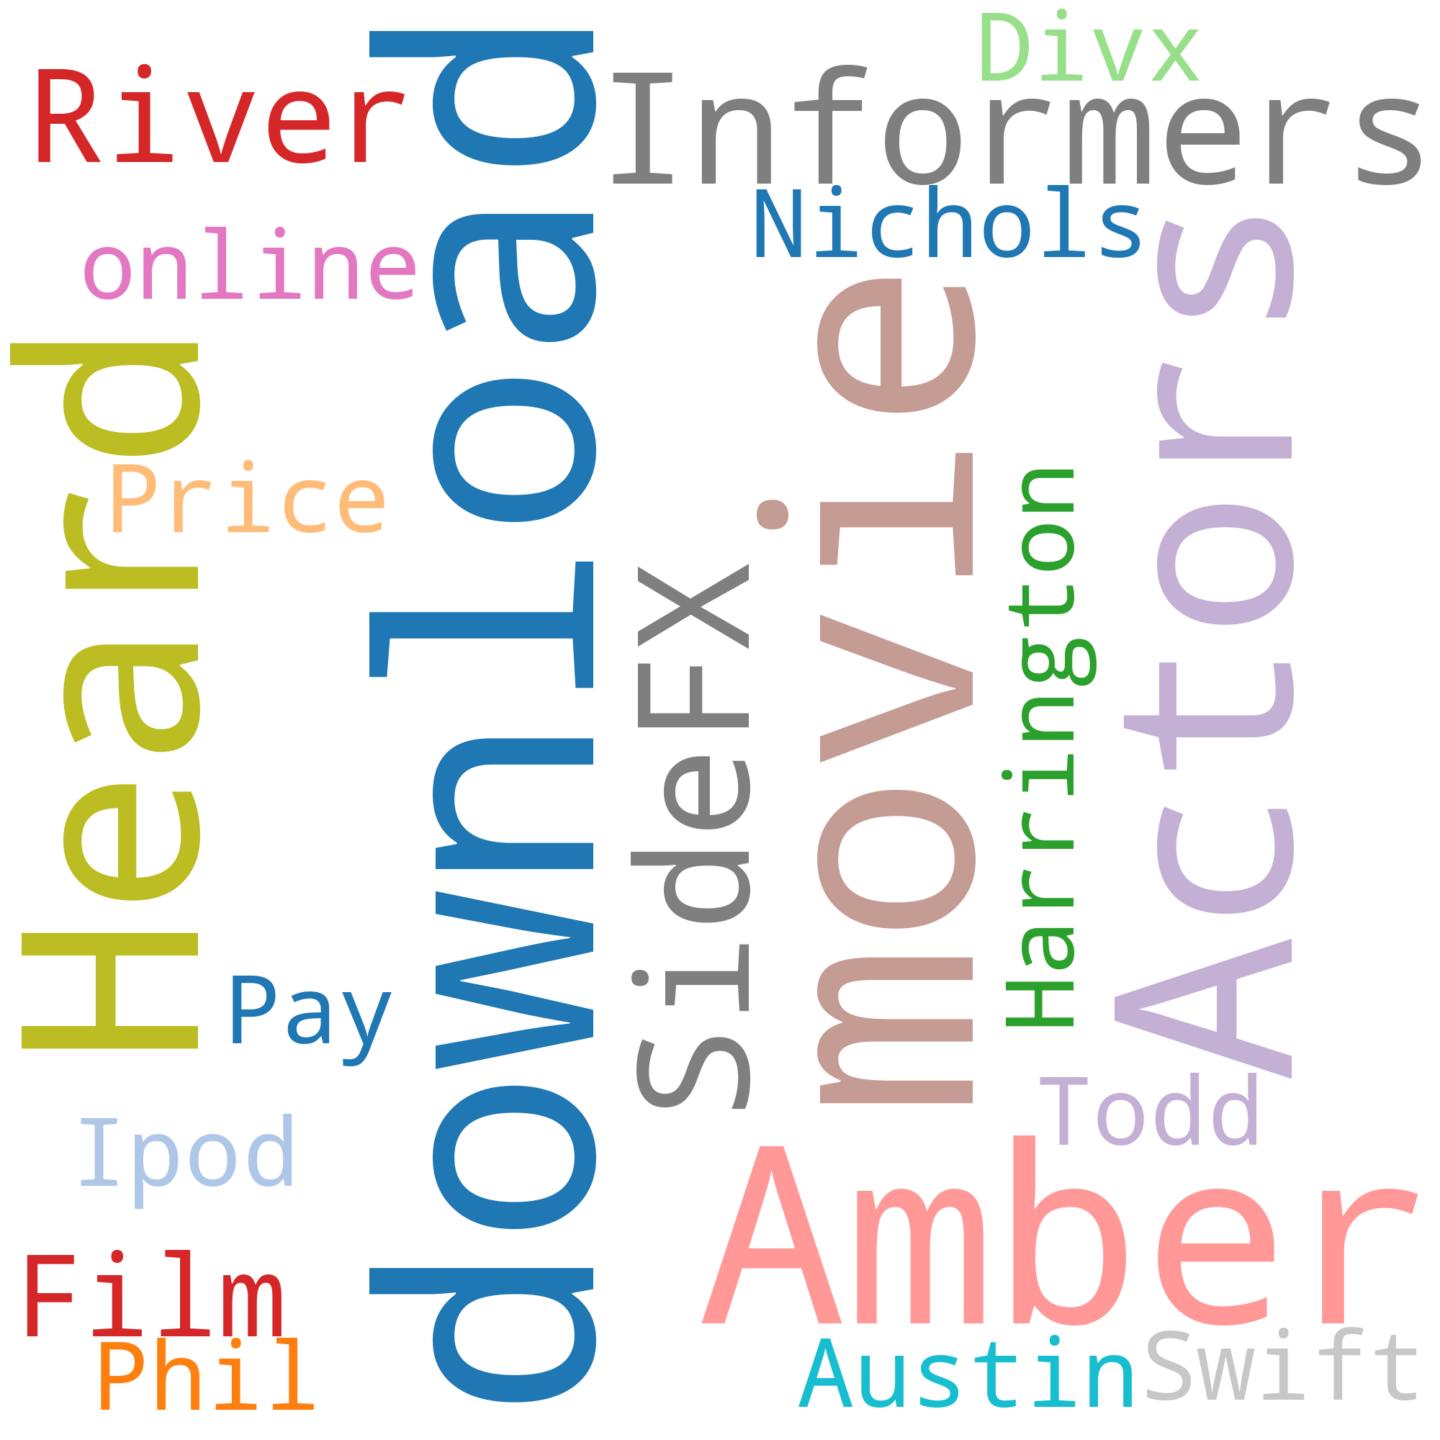 Divx
River
Informers
download
Nichols
online
Actors
movie
Heard
Price
Harrington
SideFX
Pay
Todd
Ipod
Amber
Film
Swift
Phil
Austin